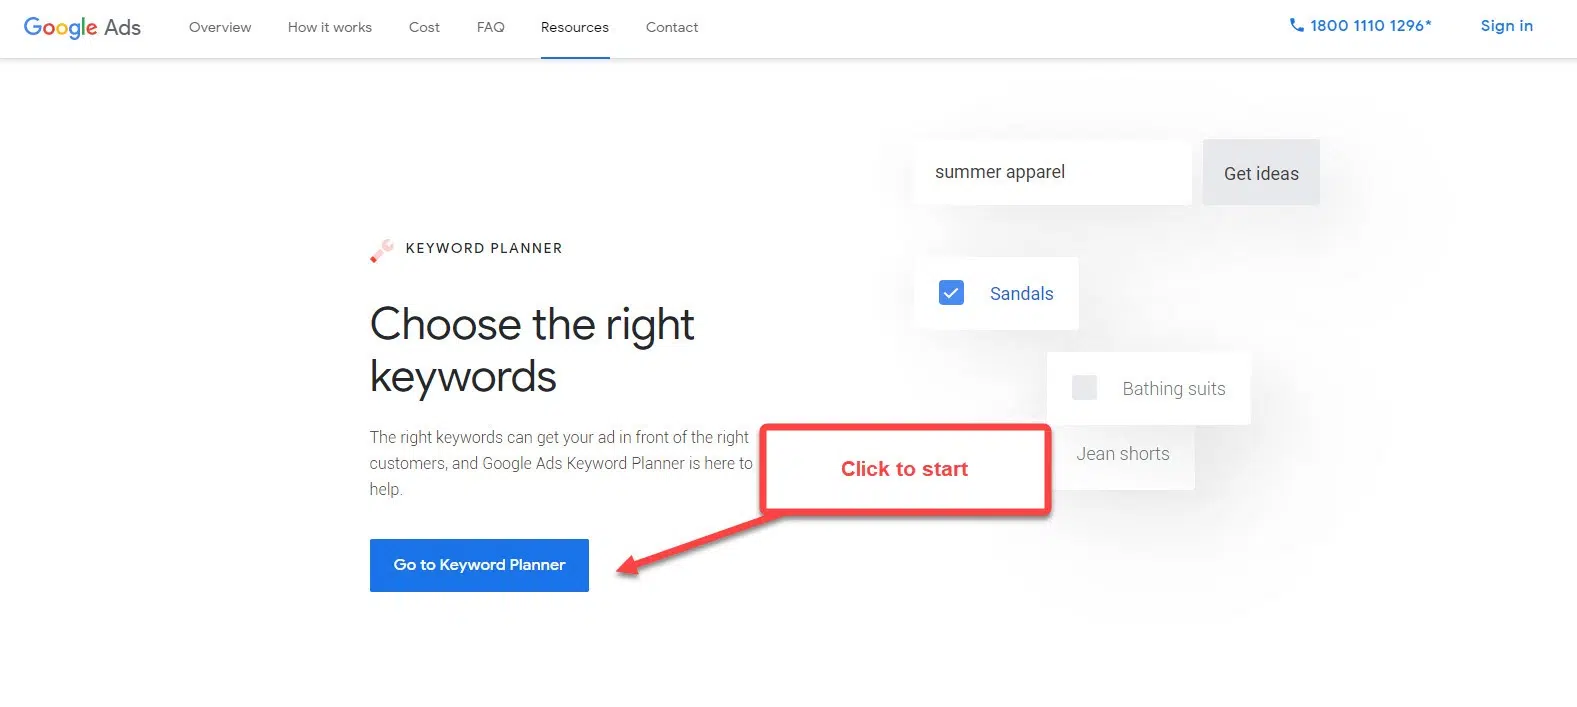 Google Ads
Overview
How it works
Cost
FAQ
Resources
Contact
1800 1110 1296*
Sign in
summer apparel
Get ideas
KEYWORD PLANNER
Sandals
Choose the right
keywords
Bathing suits
The right keywords can get your ad in front of the right
customers, and Google Ads Keyword Planner is here to
help.
Jean shorts
Click to start
Go to Keyword Planner